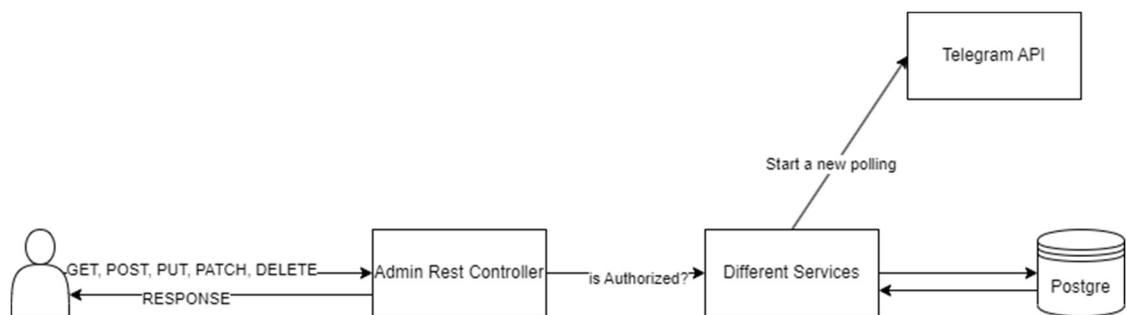 Telegram API
Start a new polling
GET, POST, PUT, PATCH, DELETE
Admin Rest Controller
is Authorized?
Different Services
Postgre
RESPONSE